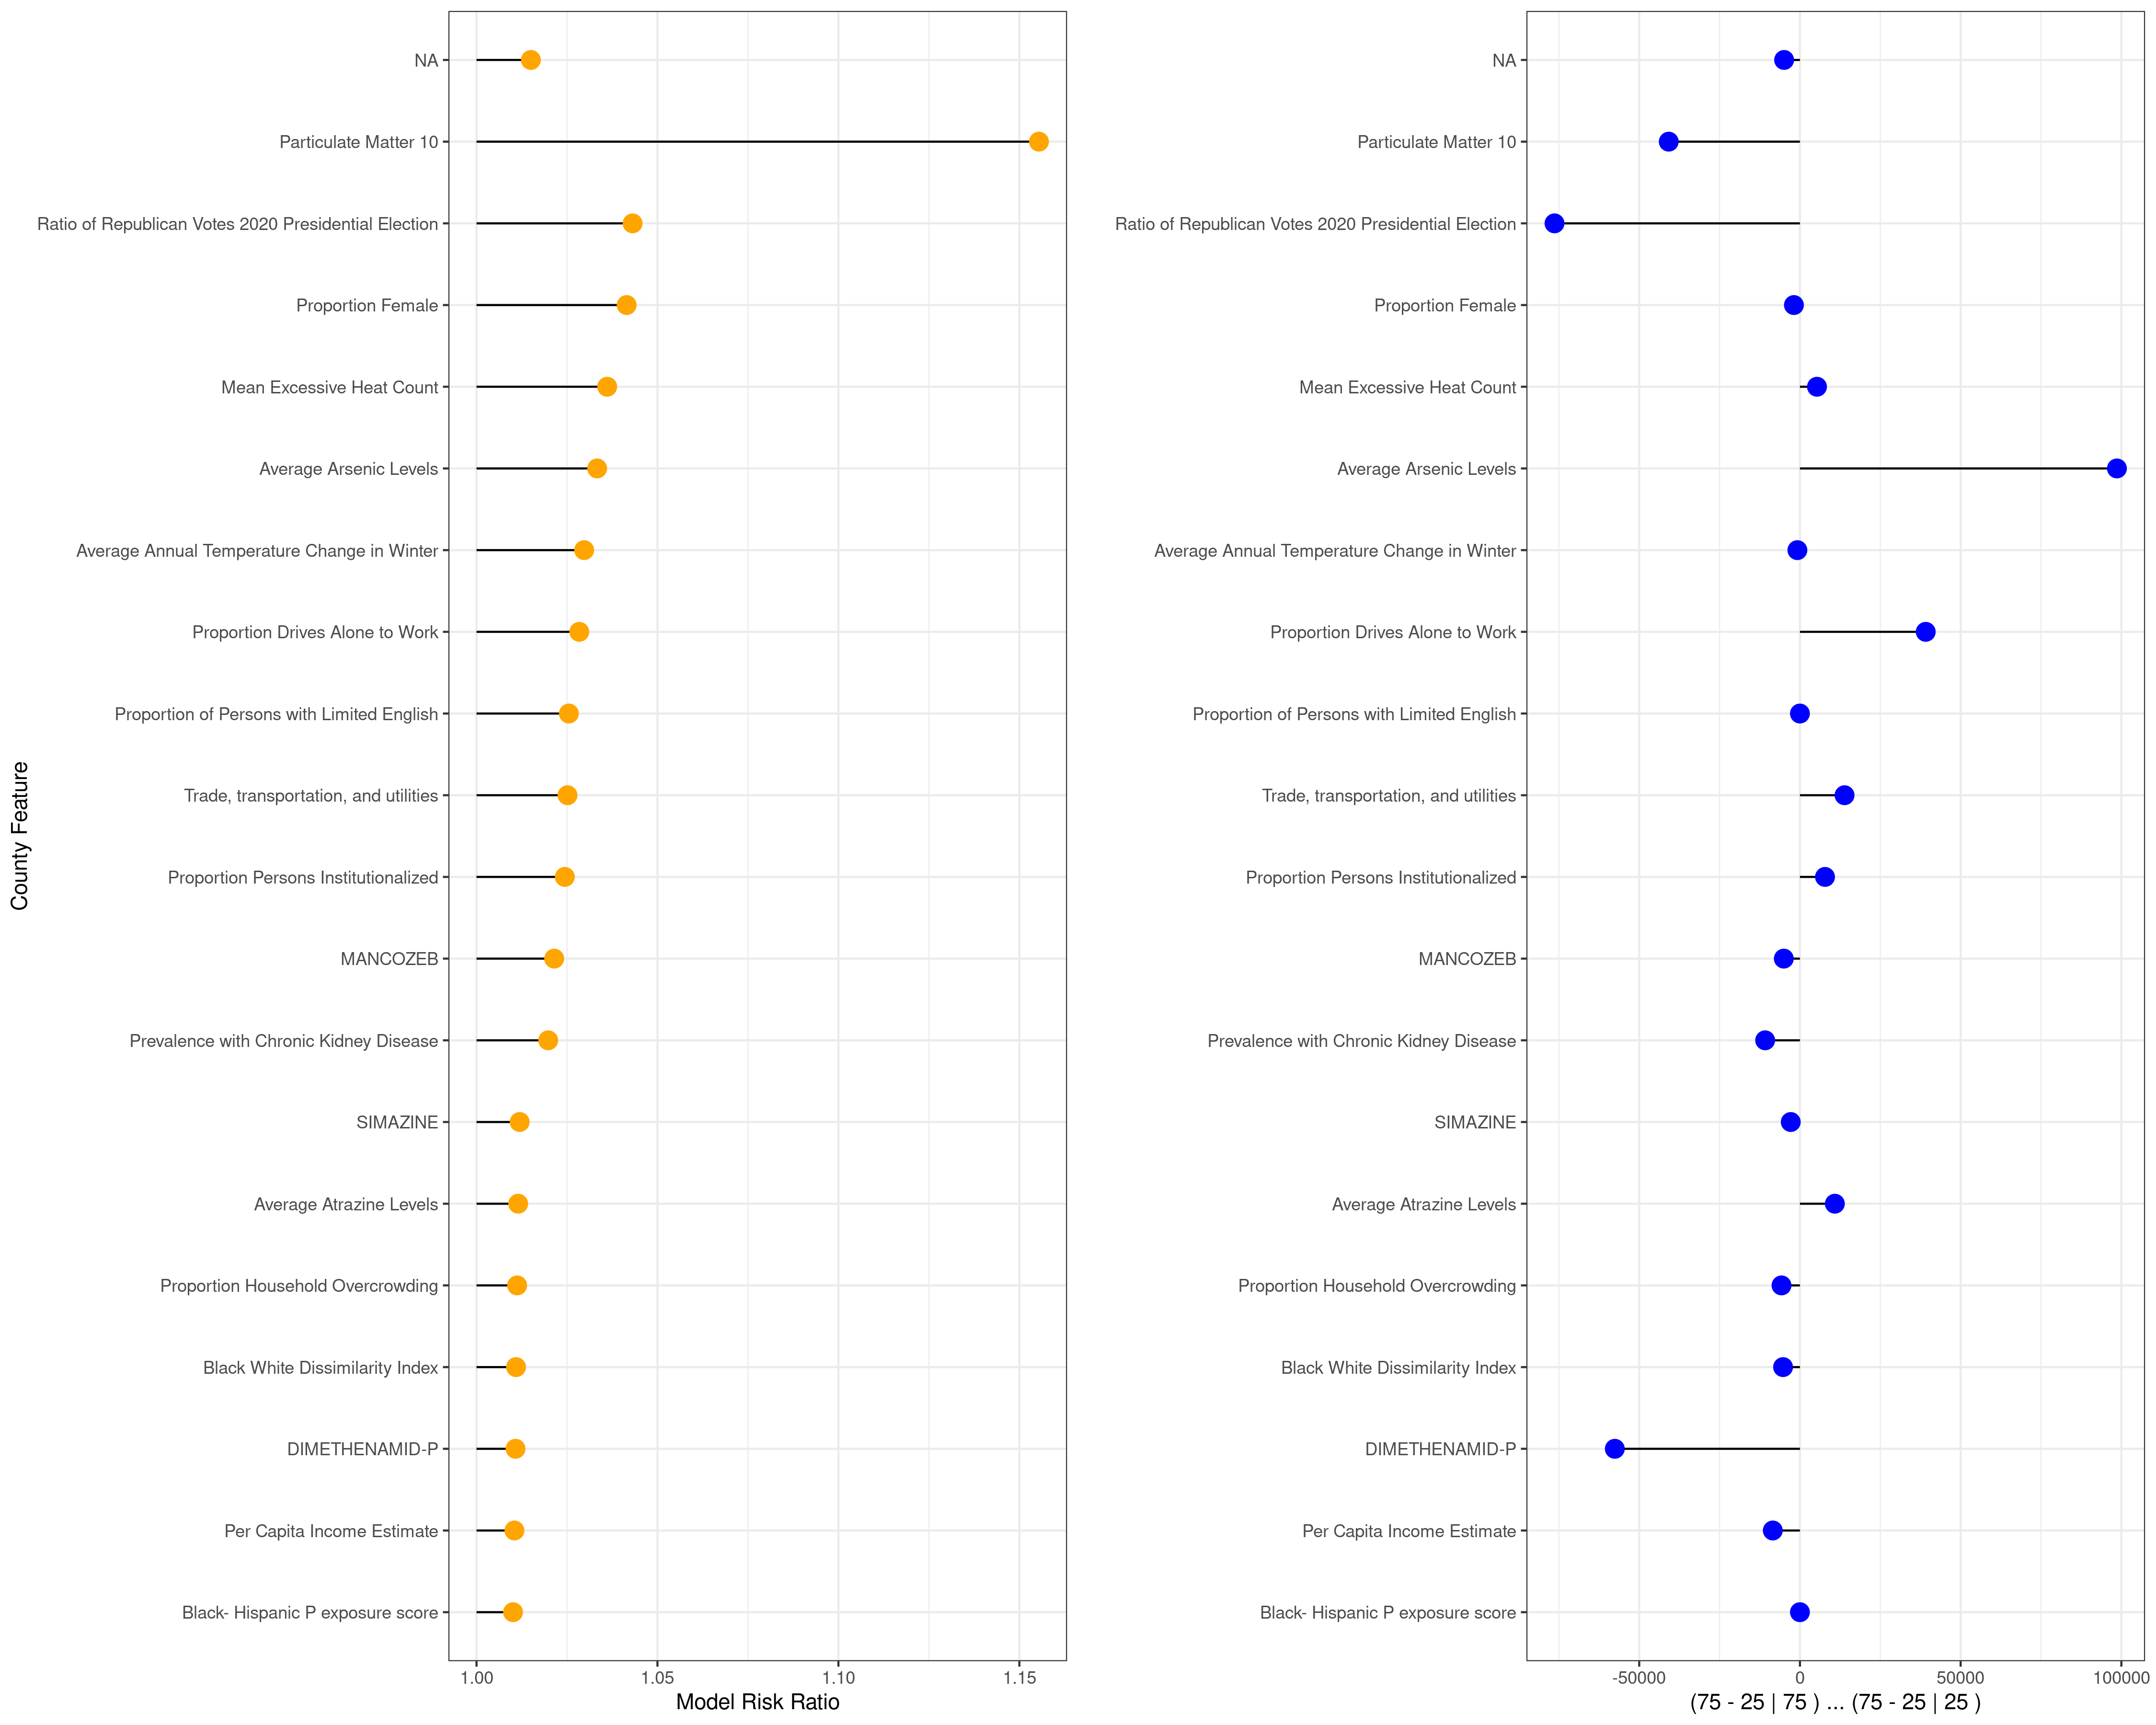 County Feature
NA
Particulate Matter 10
Ratio of Republican Votes 2020 Presidential Election
Proportion Female
Mean Excessive Heat Count
Average Arsenic Levels
Average Annual Temperature Change in Winter
Proportion Drives Alone to Work
Proportion of Persons with Limited English
Trade, transportation, and utilities
Proportion Persons Institutionalized
MANCOZEB
Prevalence with Chronic Kidney Disease
SIMAZINE
Average Atrazine Levels
Proportion Household Overcrowding
Black White Dissimilarity Index
DIMETHENAMID-P
Per Capita Income Estimate
Black- Hispanic P exposure score
1.00 1.05 1.10 1.15
Model Risk Ratio
NA
Particulate Matter 10
Ratio of Republican Votes 2020 Presidential Election
Proportion Female
Mean Excessive Heat Count
Average Arsenic Levels
Average Annual Temperature Change in Winter
Proportion Drives Alone to Work
Proportion of Persons with Limited English
Trade, transportation, and utilities
Proportion Persons Institutionalized
MANCOZEB
Prevalence with Chronic Kidney Disease
SIMAZINE
Average Atrazine Levels
Proportion Household Overcrowding
Black White Dissimilarity Index
DIMETHENAMID-P
Per Capita Income Estimate
Black- Hispanic P exposure score
-50000 0 50000 100000
(75 - 25 | 75 ) ... (75 - 25 | 25 )